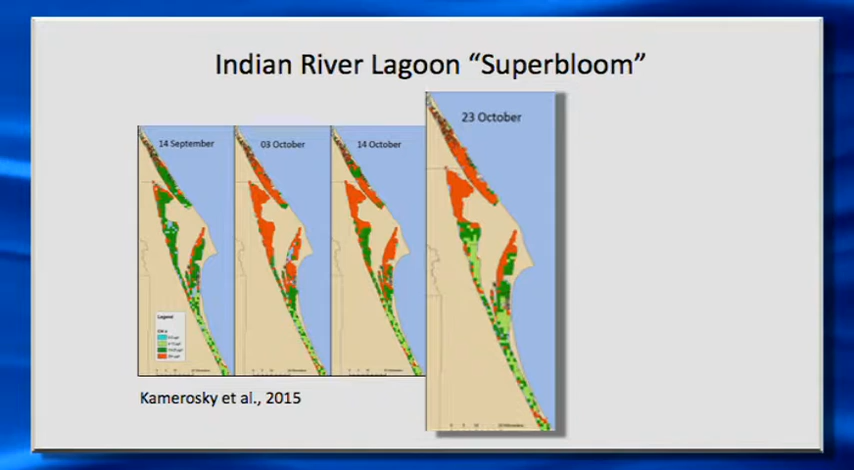 Indian River Lagoon “Superbloom”
14 September
03 October
14 October
23 October
Legend
Kamerosky et al., 2015